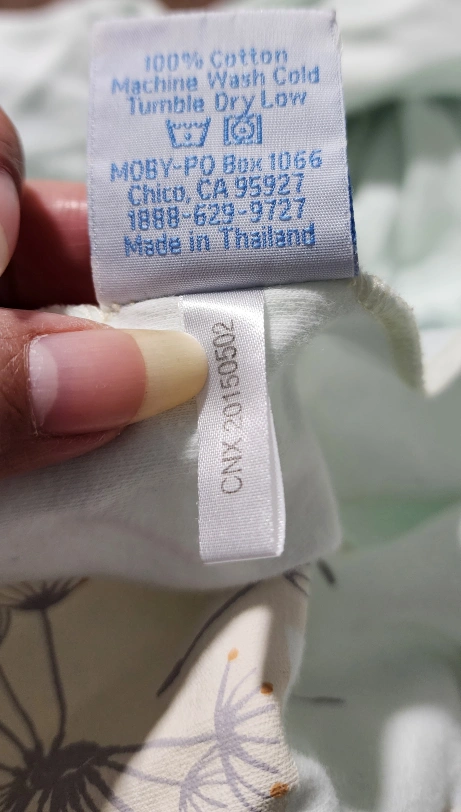 100% Cotton
Machine Wash Cold
Tumble Dry Low
MOBY-PO Box 1066
Chico, CA 95927
1888-629-9727
Made in Thailand
CNX 20150502